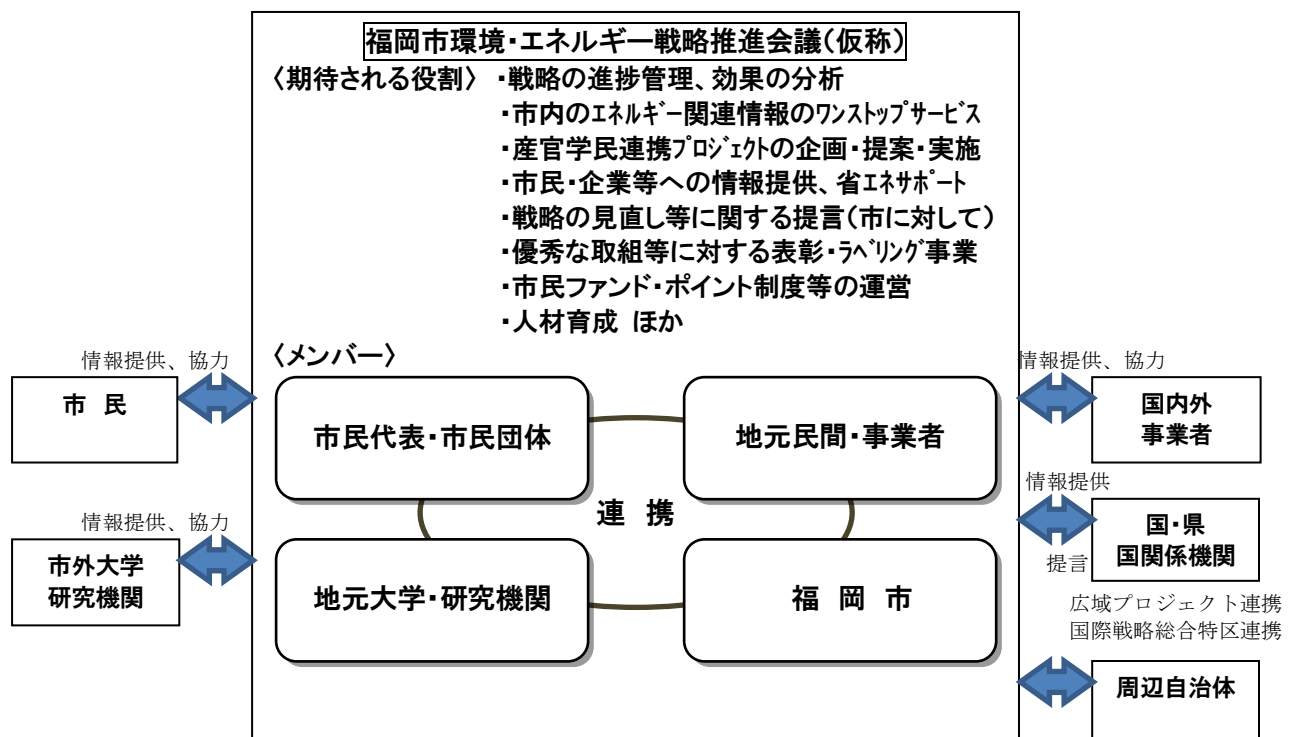 福岡市環境・エネルギー戦略推進会議(仮称)
〈期待される役割〉 ・戦略の進捗管理、効果の分析
・市内のｴﾈﾙｷﾞｰ関連情報のﾜﾝｽﾄｯﾌﾟｻｰﾋﾞｽ
・産官学民連携ﾌﾟﾛｼﾞｪｸﾄの企画・提案・実施
・市民・企業等への情報提供、省ｴﾈｻﾎﾟｰﾄ
・戦略の見直し等に関する提言(市に対して)
・優秀な取組等に対する表彰・ﾗﾍﾞﾘﾝｸﾞ事業
・市民ファンド・ポイント制度等の運営
・人材育成 ほか
〈メンバー〉
情報提供、協力
市 民
情報提供、協力
市外大学
研究機関
市民代表・市民団体
地元民間・事業者
連 携
地元大学・研究機関
福 岡 市
情報提供、協力
国内外
事業者
情報提供
国・県
国関係機関
提言
広域プロジェクト連携
国際戦略総合特区連携
周辺自治体